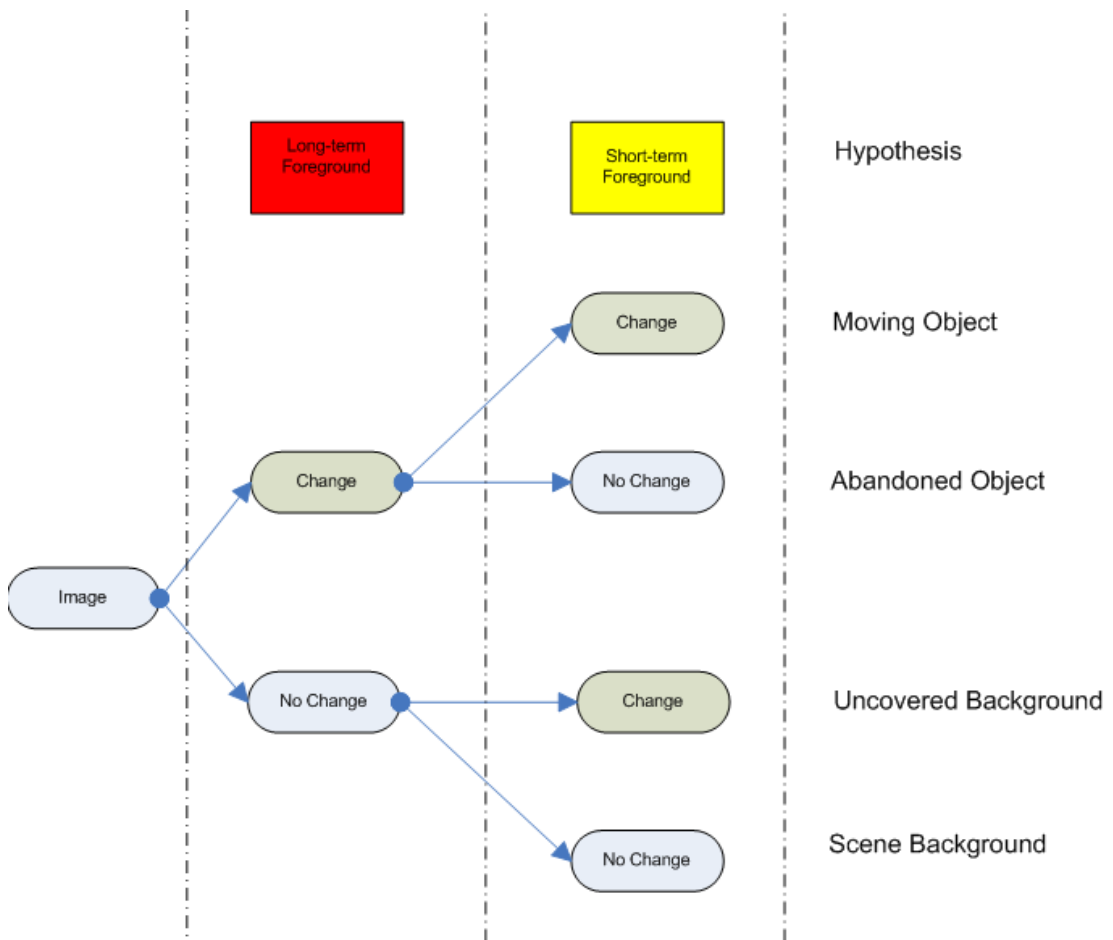 Long-term
Foreground
Short-term
Foreground
Hypothesis
Change
Moving Object
Change
No Change
Abandoned Object
Image
No Change
Change
Uncovered Background
No Change
Scene Background